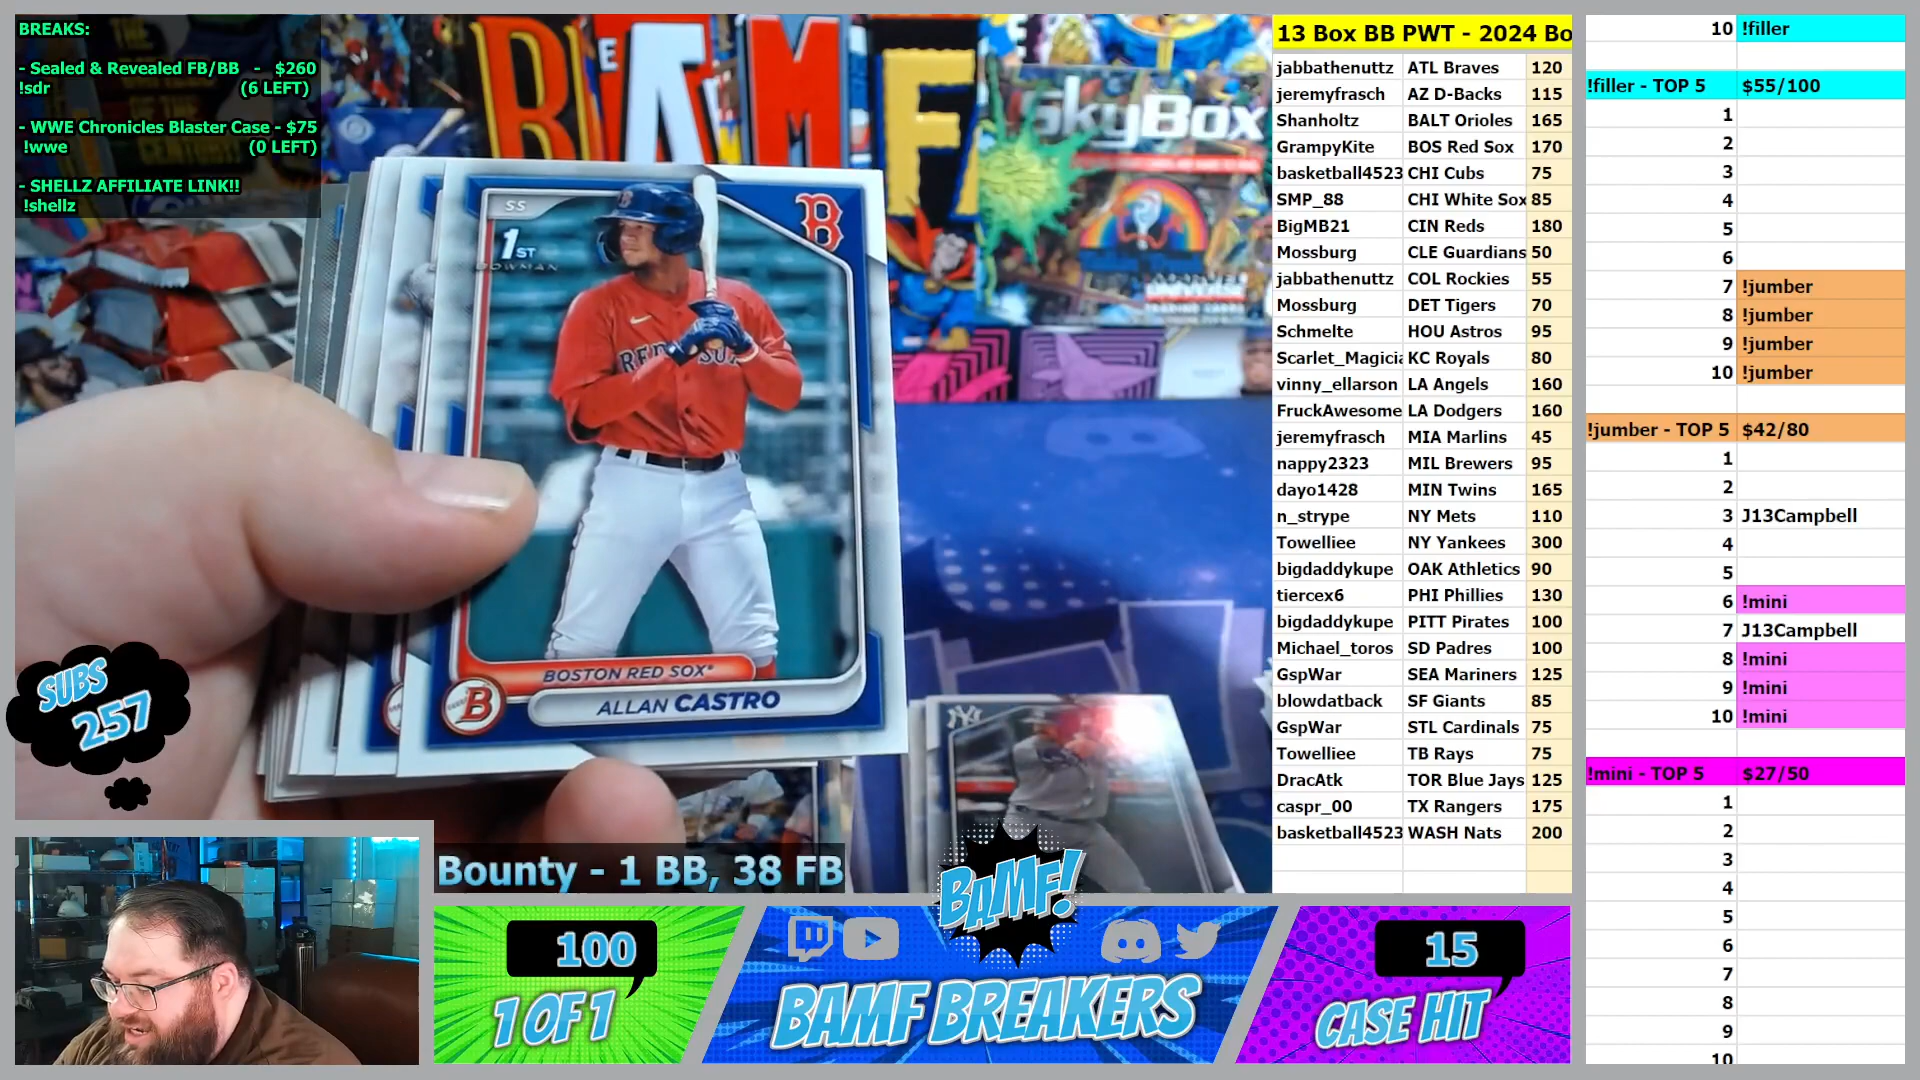 BREAKS:
- Sealed & Revealed FB/BB - $260
!sdr (6 LEFT)
- WWE Chronicles Blaster Case - $75
!wwe (0 LEFT)
- SHELLZ AFFILIATE LINK!!
!shellz
BAMF
SkyBox
SS
1ST
BOWMAN
B
RED SOX
BOSTON RED SOX
B
ALLAN CASTRO
SUBS
257
Bounty - 1 BB, 38 FB
BAMF!
100
1 OF 1
BAMF BREAKERS
15
CASE HIT
13 Box BB PWT - 2024 Bo
jabbathenuttz ATL Braves 120
jeremyfrasch AZ D-Backs 115
Shanholtz BALT Orioles 165
GrampyKite BOS Red Sox 170
basketball4523 CHI Cubs 75
SMP_88 CHI White Sox 85
BigMB21 CIN Reds 180
Mossburg CLE Guardians 50
jabbathenuttz COL Rockies 55
Mossburg DET Tigers 70
Schmelte HOU Astros 95
Scarlet_Magicia KC Royals 80
vinny_ellarson LA Angels 160
FruckAwesome LA Dodgers 160
jeremyfrasch MIA Marlins 45
nappy2323 MIL Brewers 95
dayo1428 MIN Twins 165
n_strype NY Mets 110
Towelliee NY Yankees 300
bigdaddykupe OAK Athletics 90
tiercex6 PHI Phillies 130
bigdaddykupe PITT Pirates 100
Michael_toros SD Padres 100
GspWar SEA Mariners 125
blowdatback SF Giants 85
GspWar STL Cardinals 75
Towelliee TB Rays 75
DracAtk TOR Blue Jays 125
caspr_00 TX Rangers 175
basketball4523 WASH Nats 200
10 !filler
!filler - TOP 5 $55/100
1
2
3
4
5
6
7 !jumber
8 !jumber
9 !jumber
10 !jumber
!jumber - TOP 5 $42/80
1
2
3 J13Campbell
4
5
6 !mini
7 J13Campbell
8 !mini
9 !mini
10 !mini
!mini - TOP 5 $27/50
1
2
3
4
5
6
7
8
9
10